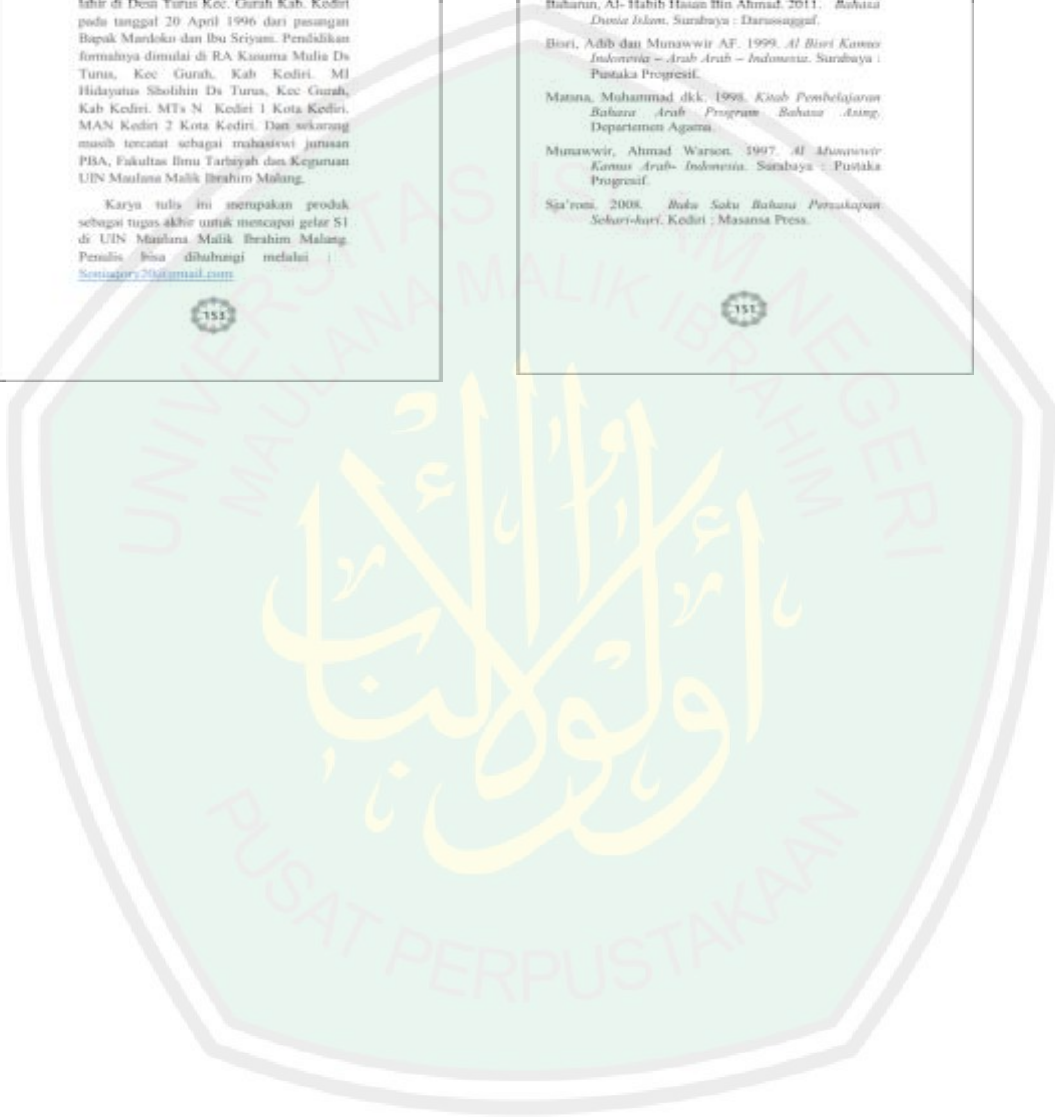 lahir di Desa Turus Kec. Gurah Kab. Kediri
pada tanggal 20 April 1996 dari pasangan
Bapak Mardoko dan Ibu Sriyani. Pendidikan
formalnya dimulai di RA Kusuma Mulia Ds
Turus, Kec Gurah, Kab Kediri. MI
Hidayatus Sholihin Ds Turus, Kec Gurah,
Kab Kediri. MTs N Kediri 1 Kota Kediri.
MAN Kediri 2 Kota Kediri. Dan sekarang
masih tercatat sebagai mahasiswi jurusan
PBA, Fakultas Ilmu Tarbiyah dan Keguruan
UIN Maulana Malik Ibrahim Malang.
Karya tulis ini merupakan produk
sebagai tugas akhir untuk mencapai gelar S1
di UIN Maulana Malik Ibrahim Malang.
Penulis bisa dihubungi melalui :
153
Baharun, Al- Habib Hasan Bin Ahmad. 2011. Bahasa
Dunia Islam. Surabaya : Darussaggaf.
Bisri, Adib dan Munawwir AF. 1999. Al Bisri Kamus
Indonesia – Arab Arab – Indonesia. Surabaya :
Pustaka Progresif.
Matsna, Muhammad dkk. 1998. Kitab Pembelajaran
Bahasa Arab Program Bahasa Asing.
Departemen Agama.
Munawwir, Ahmad Warson. 1997. Al Munawwir
Kamus Arab- Indonesia. Surabaya : Pustaka
Progresif.
Sja'roni. 2008. Buku Saku Bahasa Percakapan
Sehari-hari. Kediri : Masansa Press.
151
UNIVERSITAS ISLAM NEGERI
MAULANA MALIK IBRAHIM
أولوا الألباب
PUSAT PERPUSTAKAAN